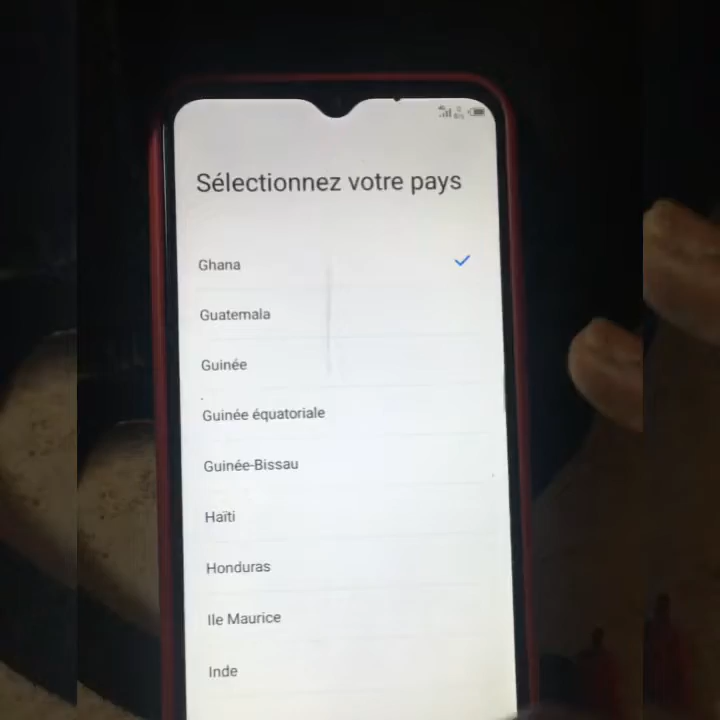 Sélectionnez votre pays
Ghana
Guatemala
Guinée
Guinée équatoriale
Guinée-Bissau
Haïti
Honduras
Ile Maurice
Inde